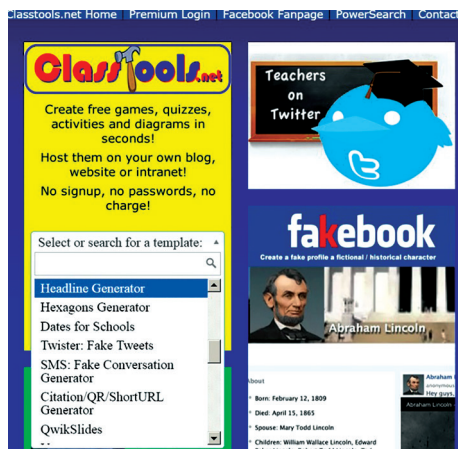 Classtools.net Home Premium Login Facebook Fanpage PowerSearch Contact
ClassTools.net
Create free games, quizzes,
activities and diagrams in
seconds!
Host them on your own blog,
website or intranet!
No signup, no passwords, no
charge!
Select or search for a template:
Headline Generator
Hexagons Generator
Dates for Schools
Twister: Fake Tweets
SMS: Fake Conversation
Generator
Citation/QR/ShortURL
Generator
QwikSlides
Teachers
on
Twitter
fakebook
Create a fake profile a fictional / historical character
Abraham Lincoln
About
Born: February 12, 1809
Died: April 15, 1865
Spouse: Mary Todd Lincoln
Children: William Wallace Lincoln, Edward
Abraham
anonymous
Hey guys,
Abraham Lincoln